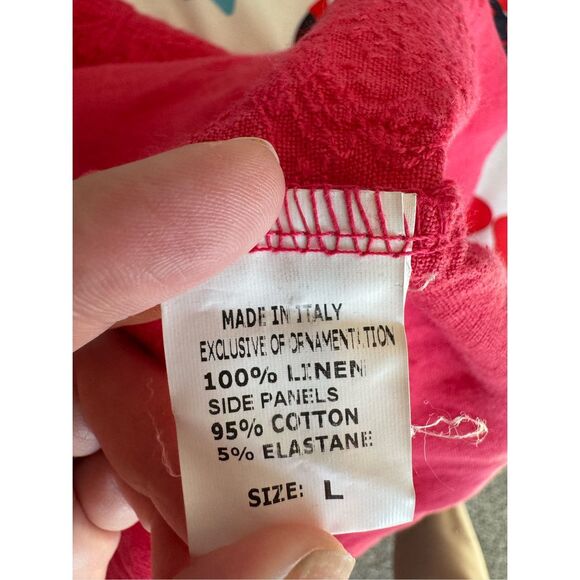 MADE IN ITALY
EXCLUSIVE OF ORNAMENTATION
100% LINEN
SIDE PANELS
95% COTTON
5% ELASTANE
SIZE: L